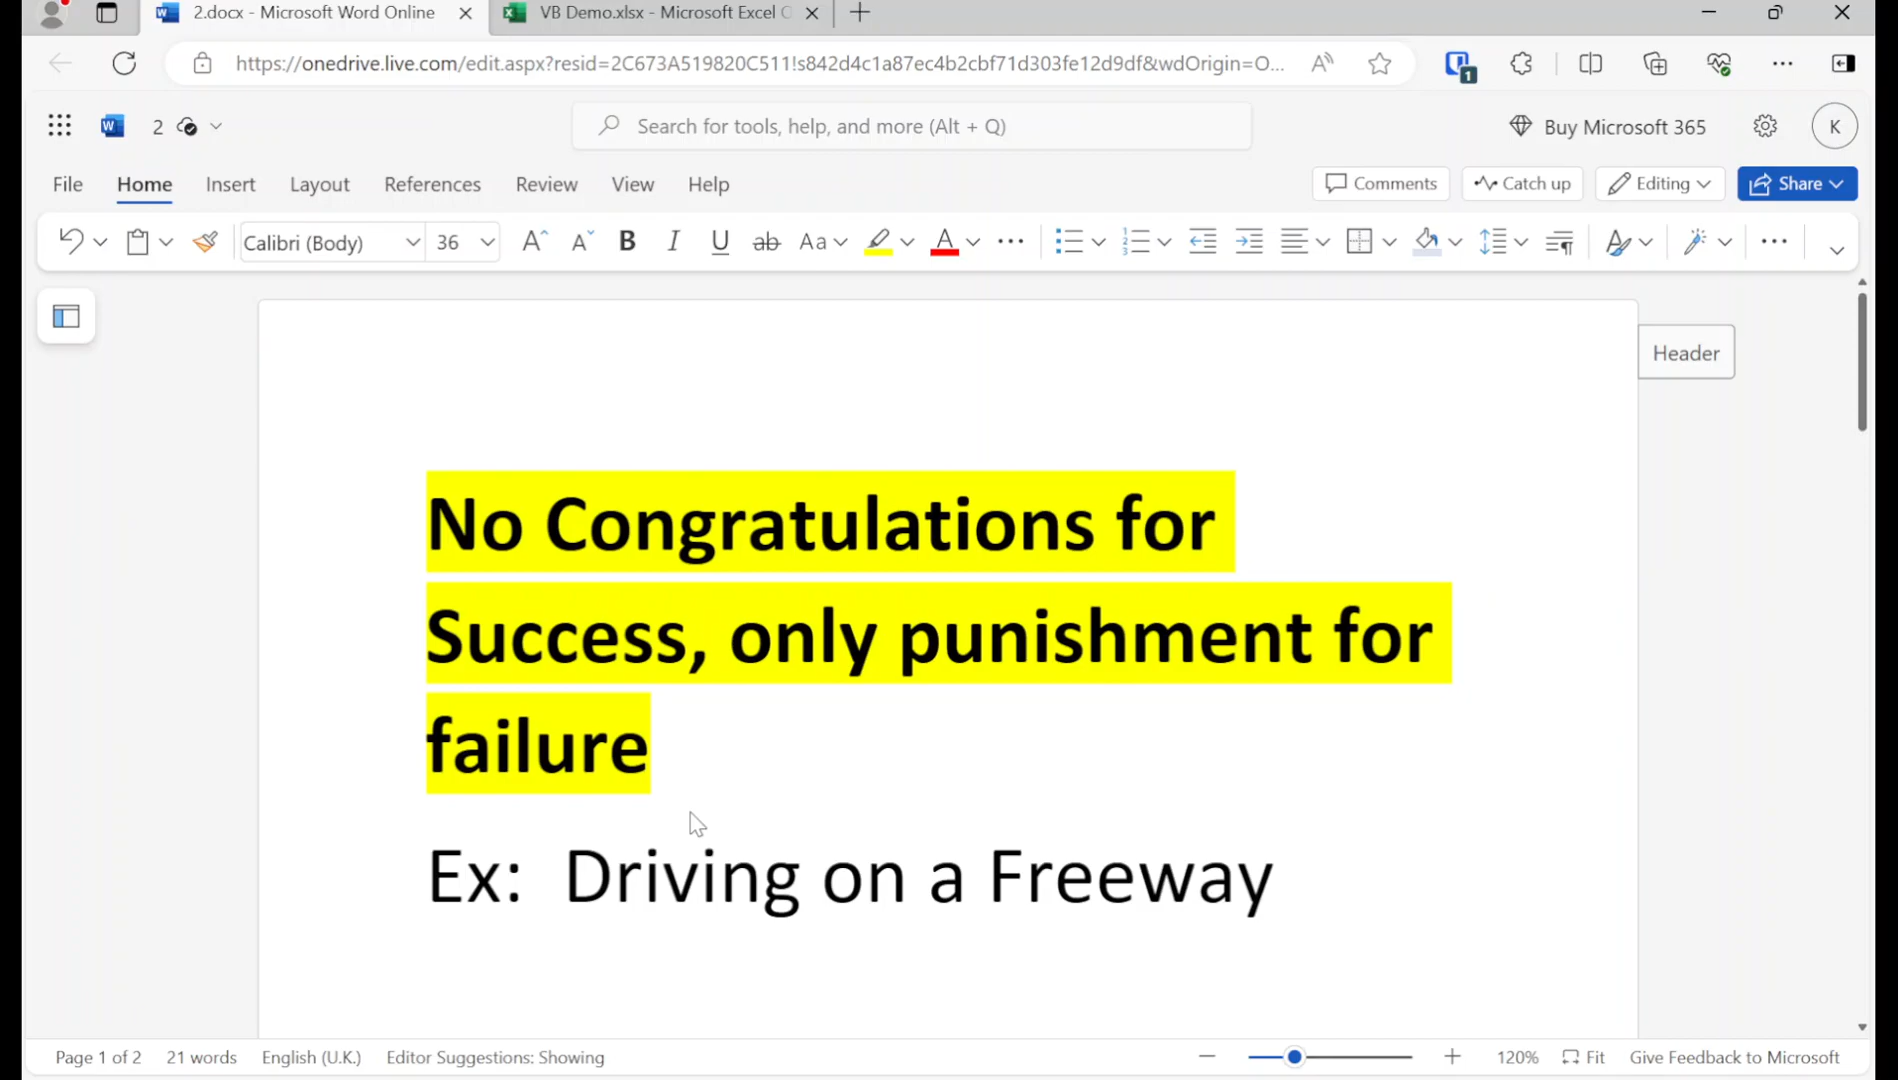 2.docx - Microsoft Word Online
VB Demo.xlsx - Microsoft Excel O
https://onedrive.live.com/edit.aspx?resid=2C673A519820C511!s842d4c1a87ec4b2cbf71d303fe12d9df&wdOrigin=O...
1
W 2
Search for tools, help, and more (Alt + Q)
Buy Microsoft 365
K
File Home Insert Layout References Review View Help
Comments Catch up Editing Share
Calibri (Body) 36
Header
No Congratulations for
Success, only punishment for
failure
Ex: Driving on a Freeway
Page 1 of 2 21 words English (U.K.) Editor Suggestions: Showing
120% Fit Give Feedback to Microsoft